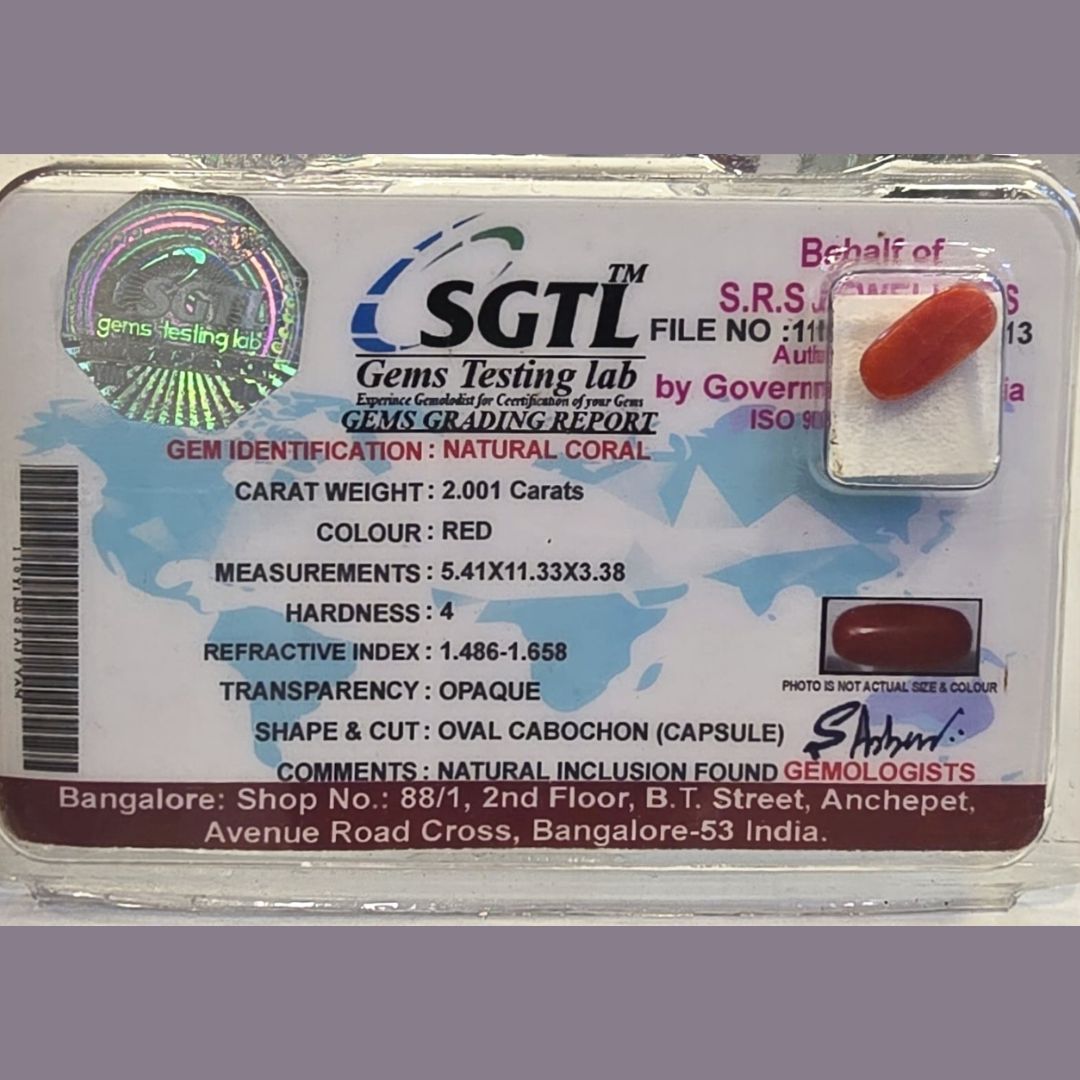 SGTL
gems testing lab
SGTL™
Gems Testing lab
Experince Gemolodist for Ceertification of your Gems
GEMS GRADING REPORT
Behalf of
S.R.S
FILE NO :11 13
by
ISO
GEM IDENTIFICATION : NATURAL CORAL
CARAT WEIGHT : 2.001 Carats
COLOUR : RED
MEASUREMENTS : 5.41X11.33X3.38
HARDNESS : 4
REFRACTIVE INDEX : 1.486-1.658
TRANSPARENCY : OPAQUE
SHAPE & CUT : OVAL CABOCHON (CAPSULE)
COMMENTS : NATURAL INCLUSION FOUND
PHOTO IS NOT ACTUAL SIZE & COLOUR
GEMOLOGISTS
Bangalore: Shop No.: 88/1, 2nd Floor, B.T. Street, Anchepet,
Avenue Road Cross, Bangalore-53 India.